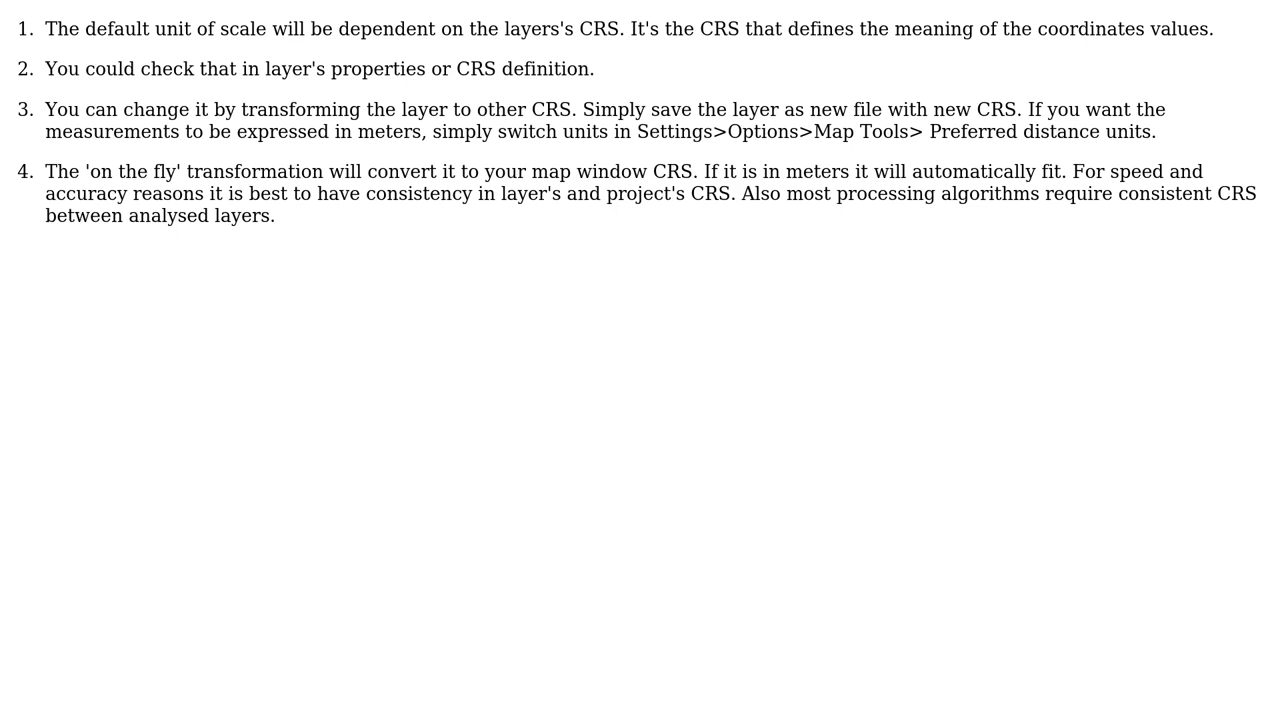 1. The default unit of scale will be dependent on the layers's CRS. It's the CRS that defines the meaning of the coordinates values.
2. You could check that in layer's properties or CRS definition.
3. You can change it by transforming the layer to other CRS. Simply save the layer as new file with new CRS. If you want the
measurements to be expressed in meters, simply switch units in Settings>Options>Map Tools> Preferred distance units.
4. The 'on the fly' transformation will convert it to your map window CRS. If it is in meters it will automatically fit. For speed and
accuracy reasons it is best to have consistency in layer's and project's CRS. Also most processing algorithms require consistent CRS
between analysed layers.